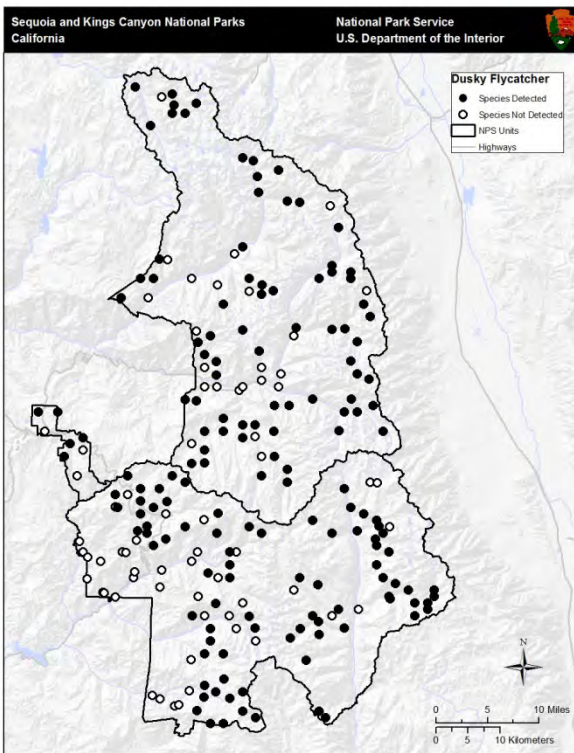 Sequoia and Kings Canyon National Parks
California
National Park Service
U.S. Department of the Interior
Dusky Flycatcher
Species Detected
Species Not Detected
NPS Units
Highways
N
0 5 10 Miles
0 5 10 Kilometers